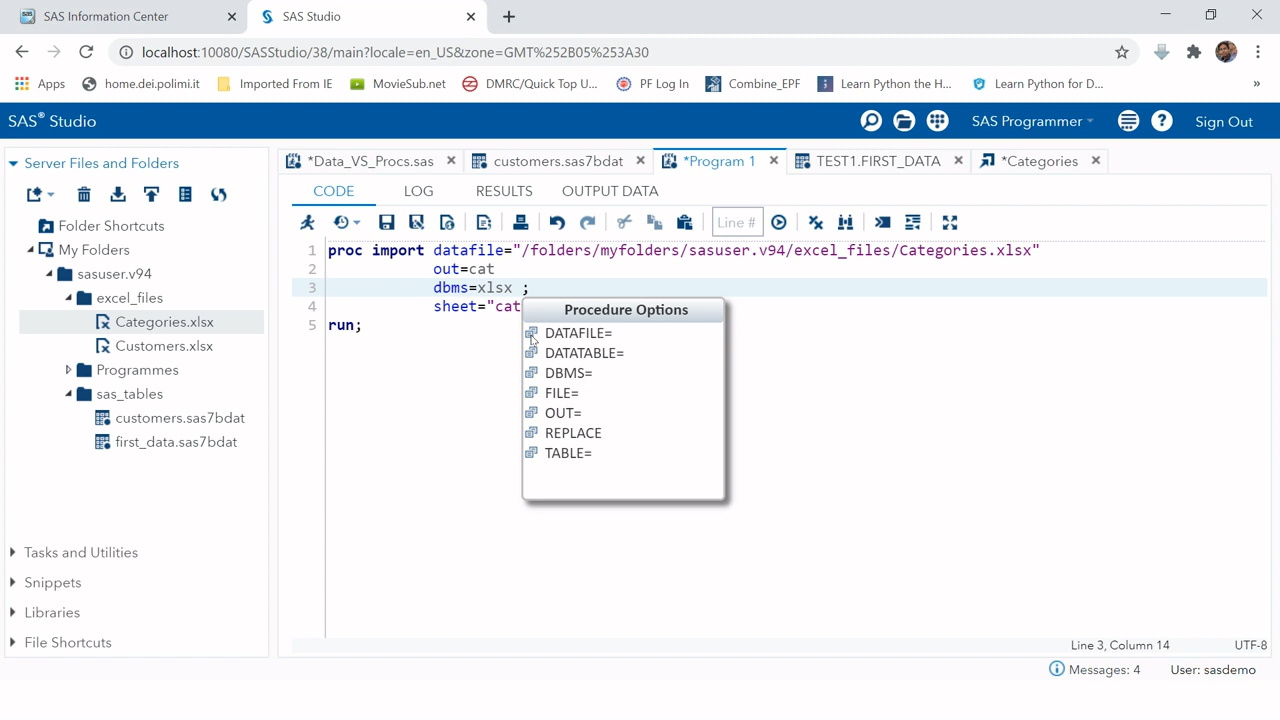 SAS Information Center
SAS Studio
localhost:10080/SASStudio/38/main?locale=en_US&zone=GMT%252B05%253A30
Apps
home.dei.polimi.it
Imported From IE
MovieSub.net
DMRC/Quick Top U...
PF Log In
Combine_EPF
Learn Python the H...
Learn Python for D...
»
SAS® Studio
SAS Programmer
Sign Out
Server Files and Folders
*Data_VS_Procs.sas
customers.sas7bdat
*Program 1
TEST1.FIRST_DATA
*Categories
CODE
LOG
RESULTS
OUTPUT DATA
Line #
Folder Shortcuts
My Folders
sasuser.v94
excel_files
Categories.xlsx
Customers.xlsx
Programmes
sas_tables
customers.sas7bdat
first_data.sas7bdat
Tasks and Utilities
Snippets
Libraries
File Shortcuts
1 proc import datafile="/folders/myfolders/sasuser.v94/excel_files/Categories.xlsx"
2 out=cat
3 dbms=xlsx ;
4 sheet="cat
5 run;
Procedure Options
DATAFILE=
DATATABLE=
DBMS=
FILE=
OUT=
REPLACE
TABLE=
Line 3, Column 14
UTF-8
Messages: 4
User: sasdemo